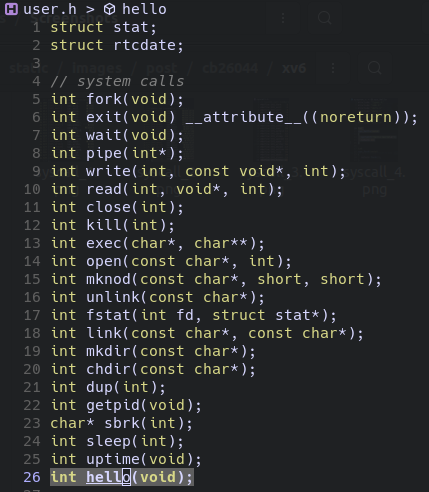 user.h > hello
1 struct stat;
2 struct rtcdate;
3
4 // system calls
5 int fork(void);
6 int exit(void) __attribute__((noreturn));
7 int wait(void);
8 int pipe(int*);
9 int write(int, const void*, int);
10 int read(int, void*, int);
11 int close(int);
12 int kill(int);
13 int exec(char*, char**);
14 int open(const char*, int);
15 int mknod(const char*, short, short);
16 int unlink(const char*);
17 int fstat(int fd, struct stat*);
18 int link(const char*, const char*);
19 int mkdir(const char*);
20 int chdir(const char*);
21 int dup(int);
22 int getpid(void);
23 char* sbrk(int);
24 int sleep(int);
25 int uptime(void);
26 int hello(void);